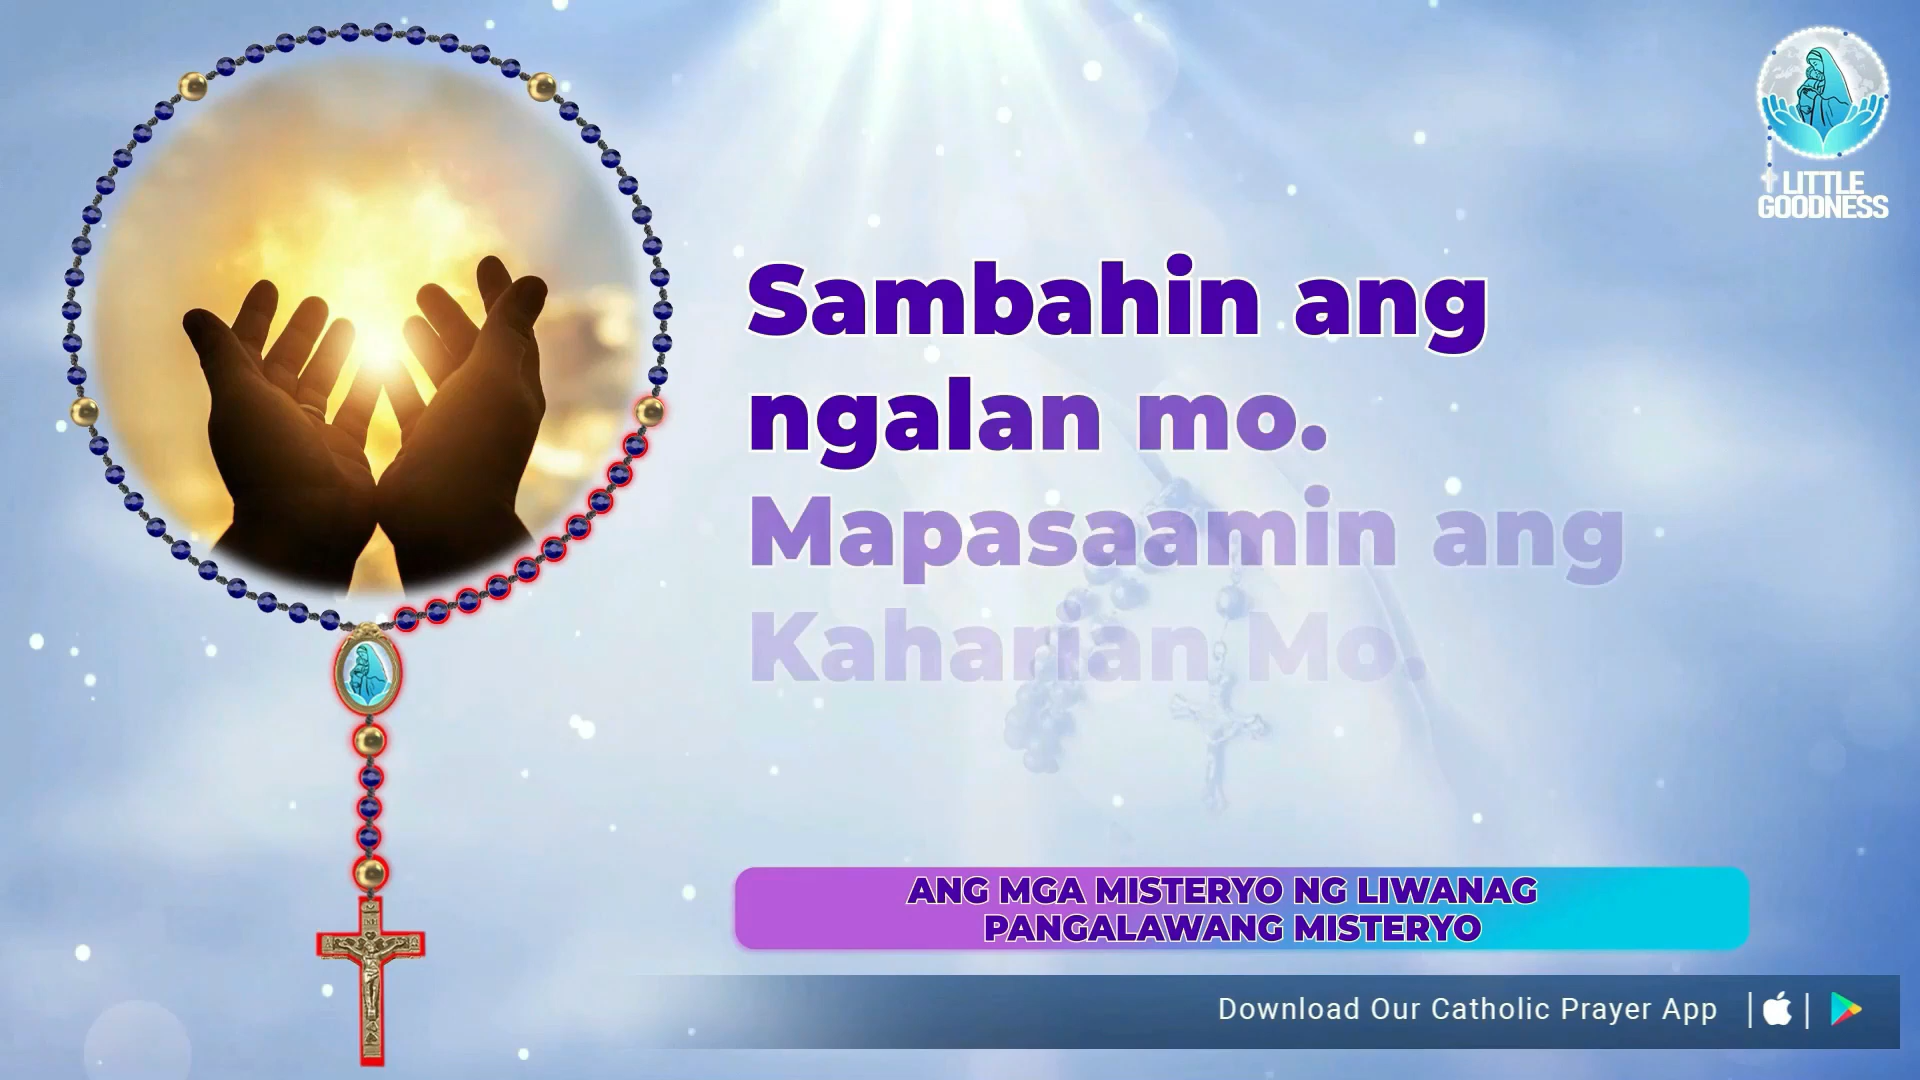 LITTLE
GOODNESS
Sambahin ang
ngalan mo.
Mapasaamin ang
Kaharian Mo.
ANG MGA MISTERYO NG LIWANAG
PANGALAWANG MISTERYO
Download Our Catholic Prayer App